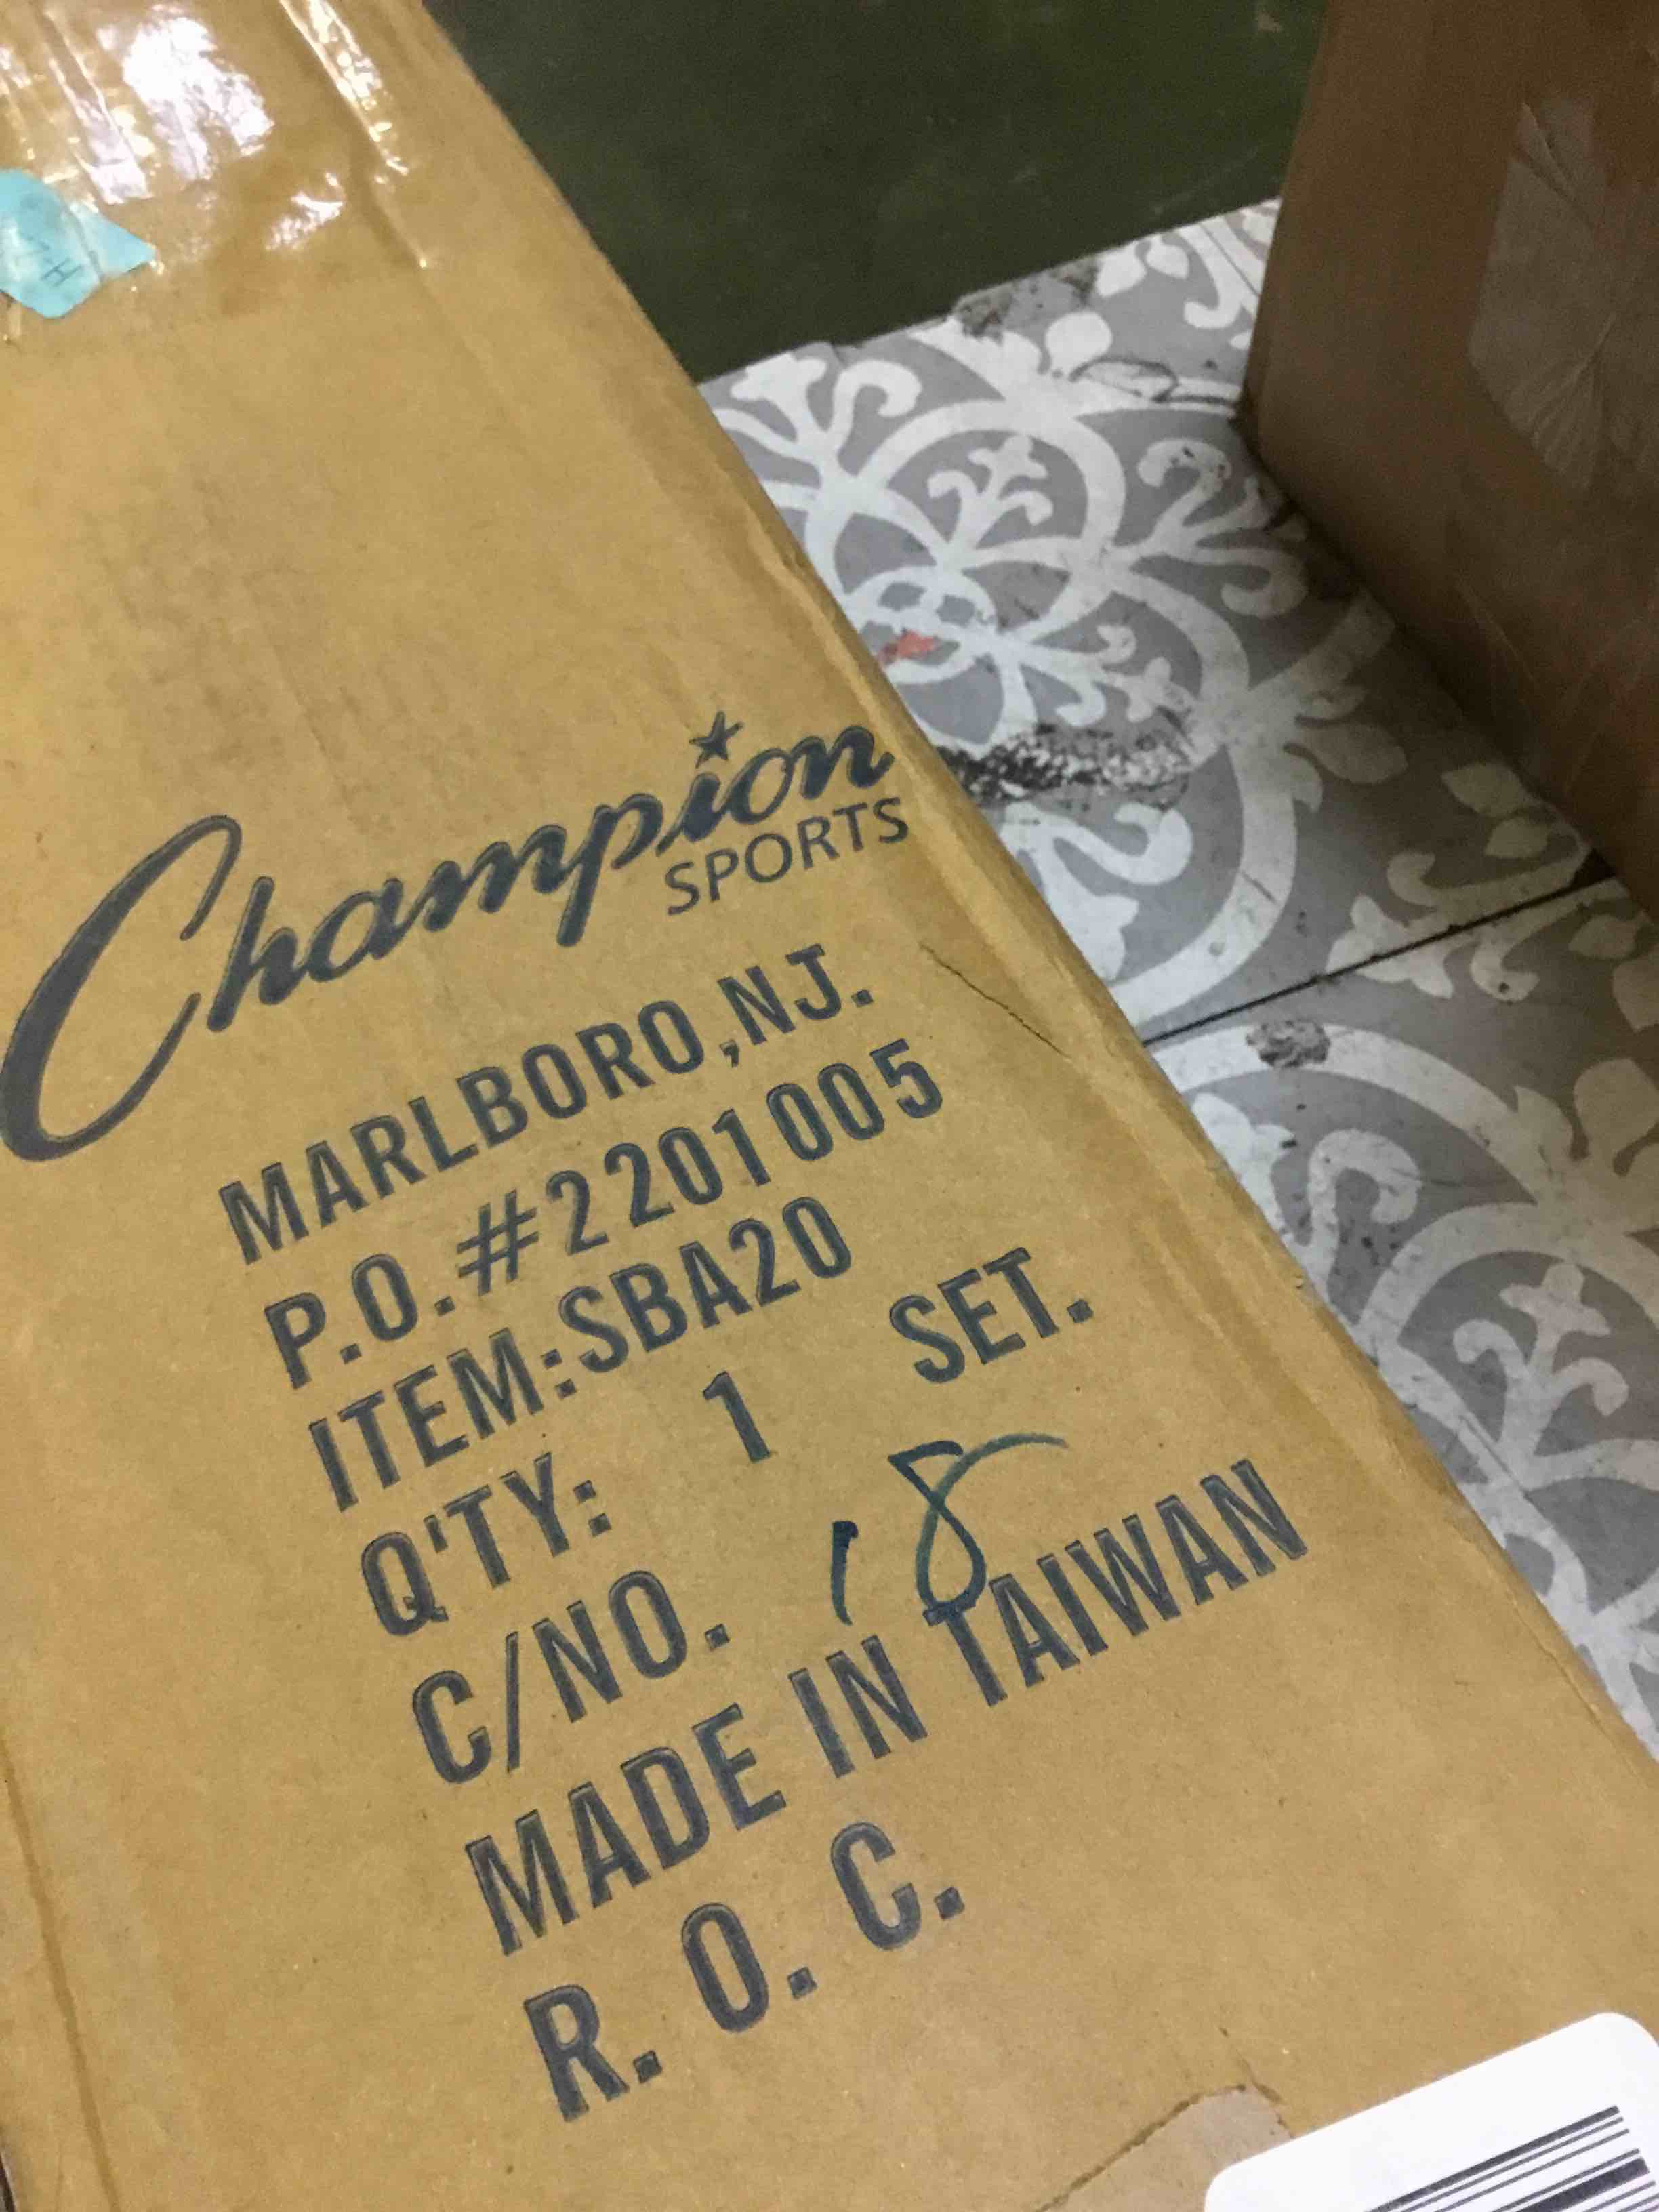 Champion
SPORTS
MARLBORO,NJ.
P.O.#2201005
ITEM:SBA20
Q'TY: 1 SET.
C/NO. 18
MADE IN TAIWAN
R. O. C.